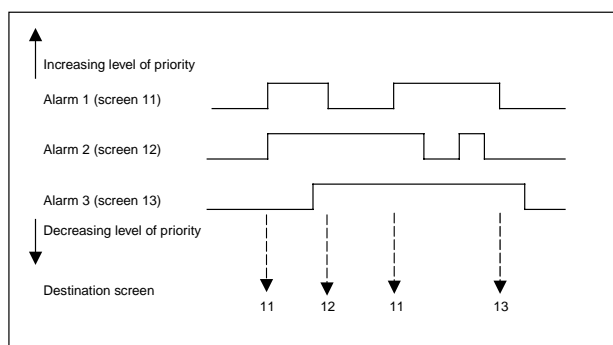 Increasing level of priority
Alarm 1 (screen 11)
Alarm 2 (screen 12)
Alarm 3 (screen 13)
Decreasing level of priority
Destination screen
11 12 11 13